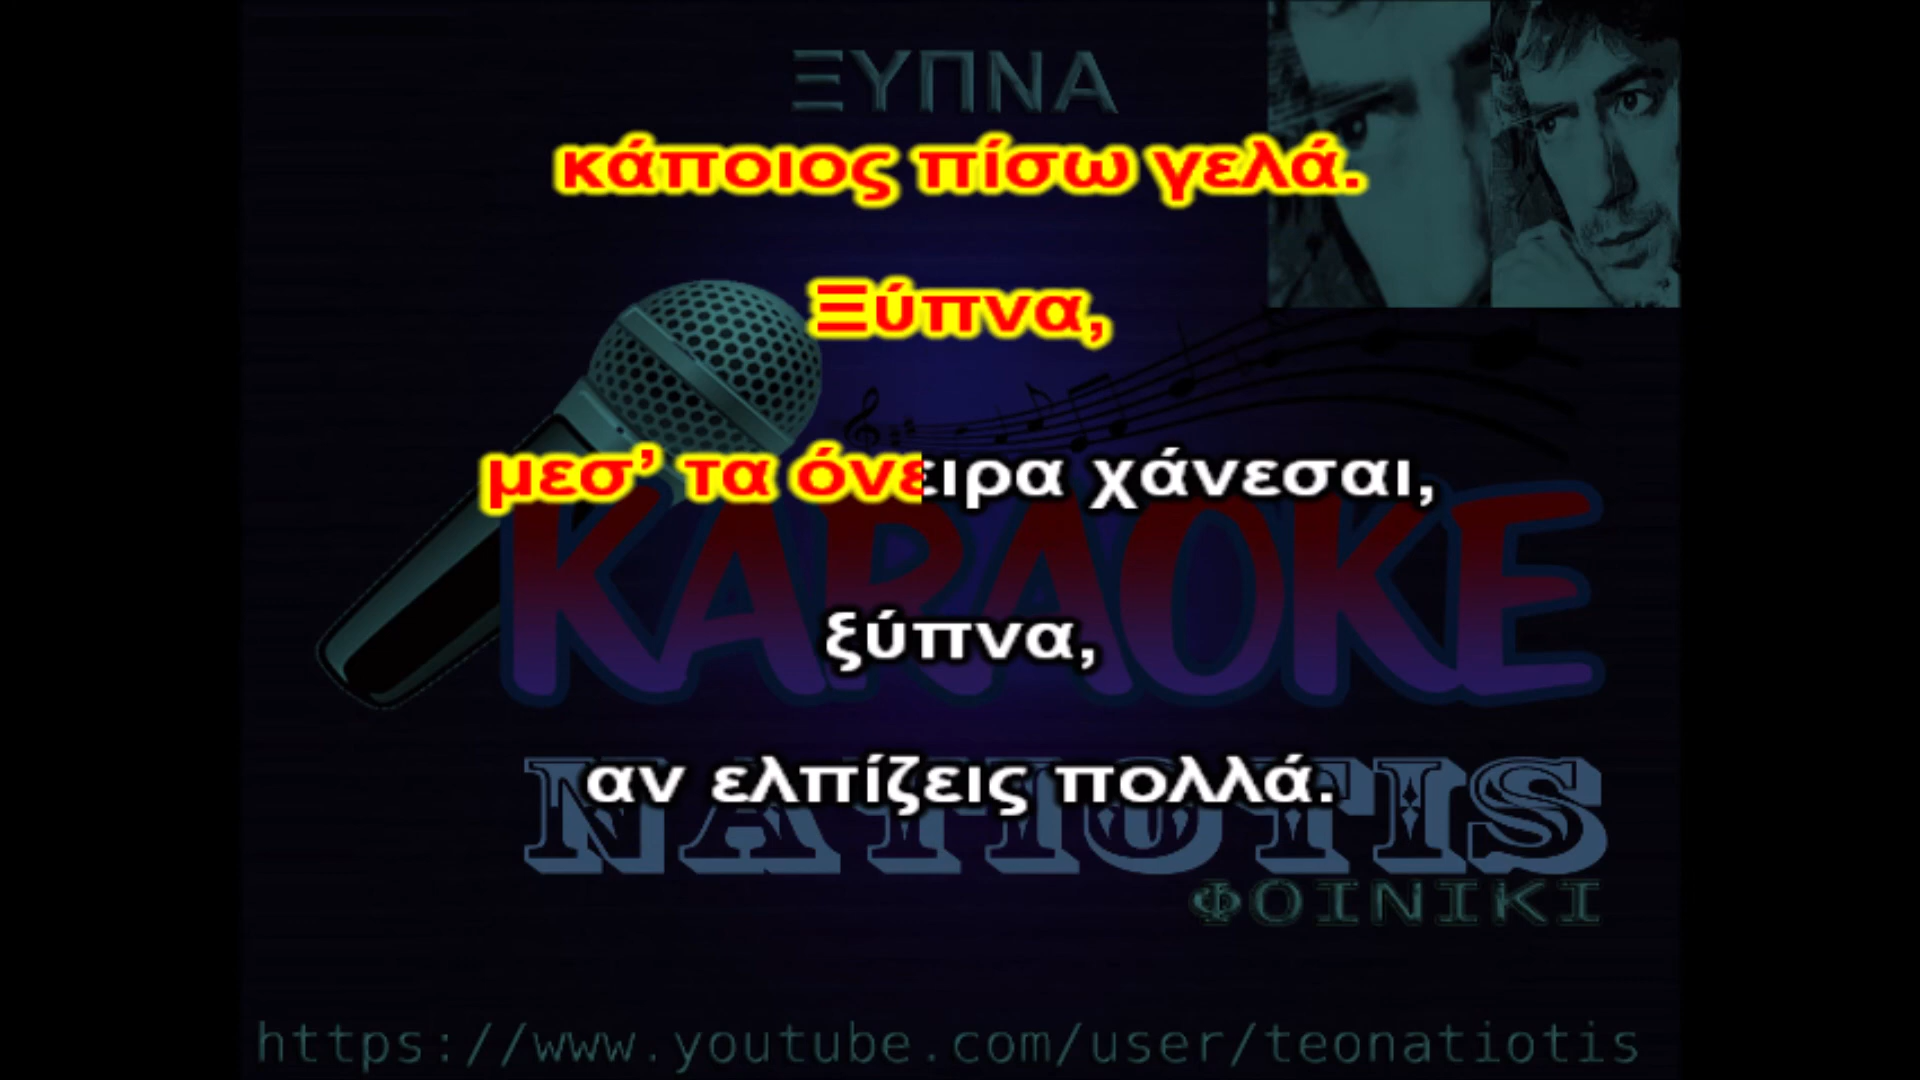 ΞΥΠΝΑ
κάποιος πίσω γελά.
Ξύπνα,
μεσ’ τα όνειρα χάνεσαι,
KARAOKE
ξύπνα,
αν ελπίζεις πολλά.
NATIOTIS
ΦΟΙΝΙΚΙ
https://www.youtube.com/user/teonatiotis